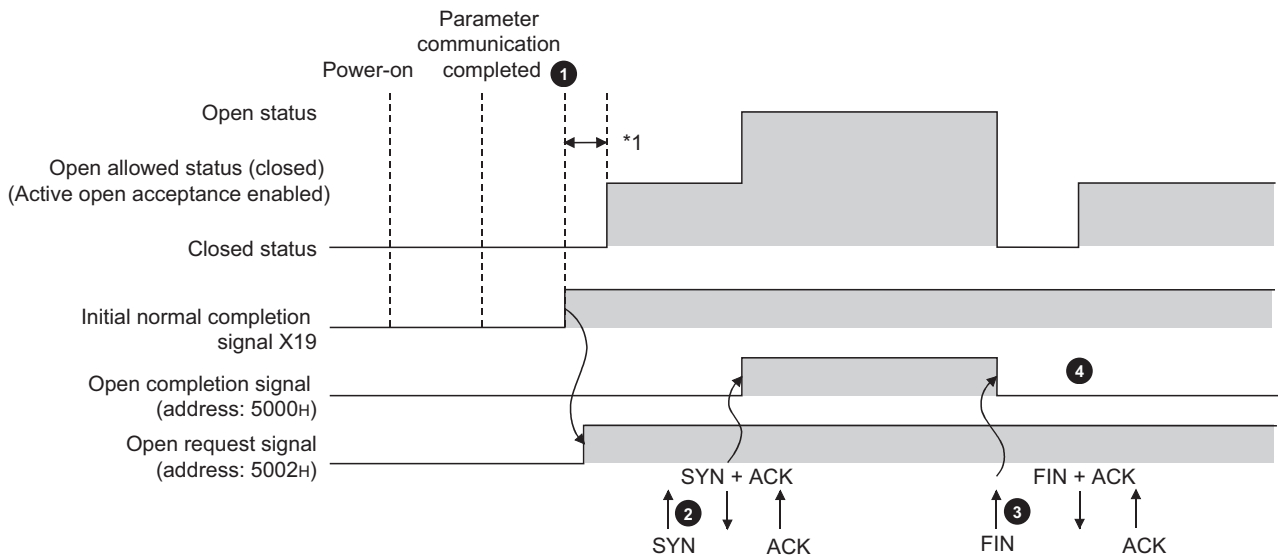 Parameter
communication
Power-on
completed 1
Open status
*1
Open allowed status (closed)
(Active open acceptance enabled)
Closed status
Initial normal completion
signal X19
Open completion signal
(address: 5000H)
4
Open request signal
(address: 5002H)
SYN + ACK
FIN + ACK
2
3
SYN
ACK
FIN
ACK